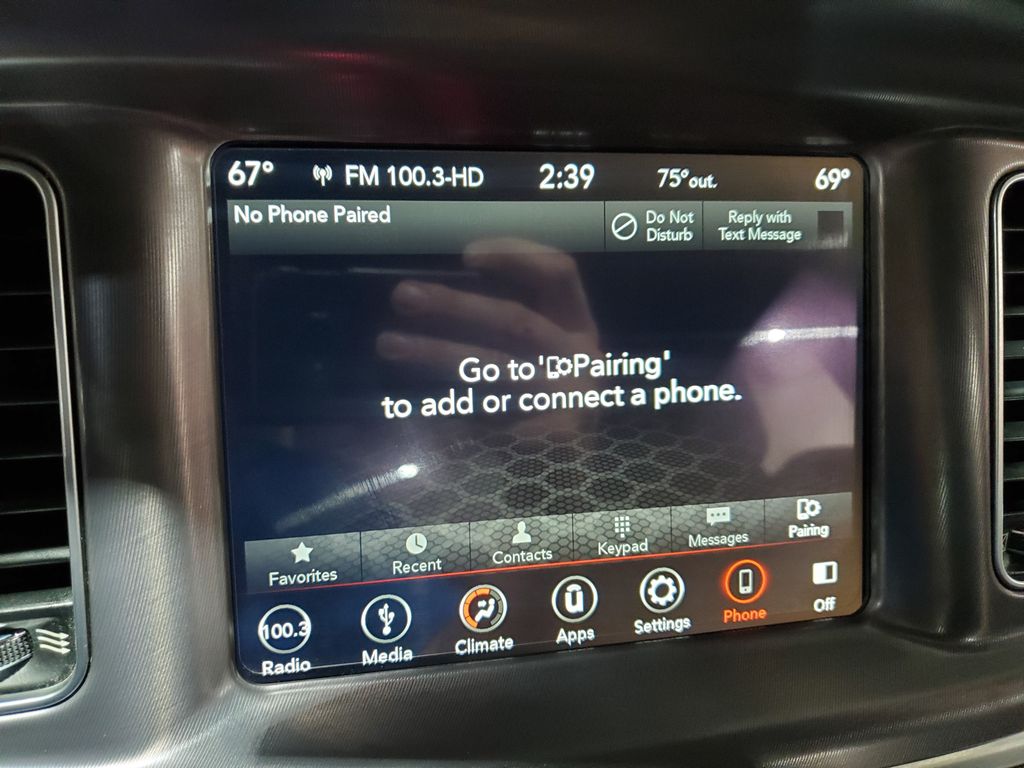 67° FM 100.3-HD 2:39 75°out. 69°
No Phone Paired
Do Not
Disturb
Reply with
Text Message
Go to 'Pairing'
to add or connect a phone.
Favorites Recent Contacts Keypad Messages Pairing
100.3
Radio Media Climate Apps Settings Phone Off